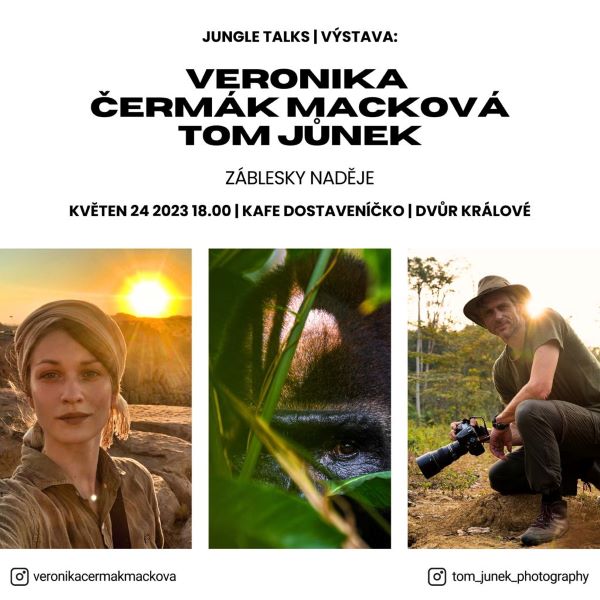 JUNGLE TALKS | VÝSTAVA:
VERONIKA
ČERMÁK MACKOVÁ
TOM JŮNEK
ZÁBLESKY NADĚJE
KVĚTEN 24 2023 18.00 | KAFE DOSTAVENÍČKO | DVŮR KRÁLOVÉ
veronikacermakmackova
tom_junek_photography